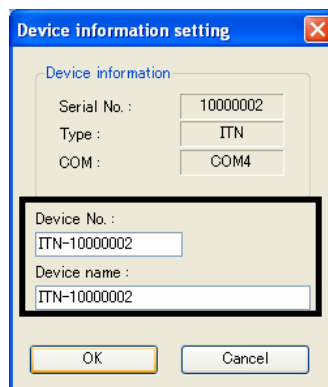 Device information setting
Device information
Serial No. : 10000002
Type : ITN
COM : COM4
Device No. :
ITN-10000002
Device name :
ITN-10000002
OK Cancel